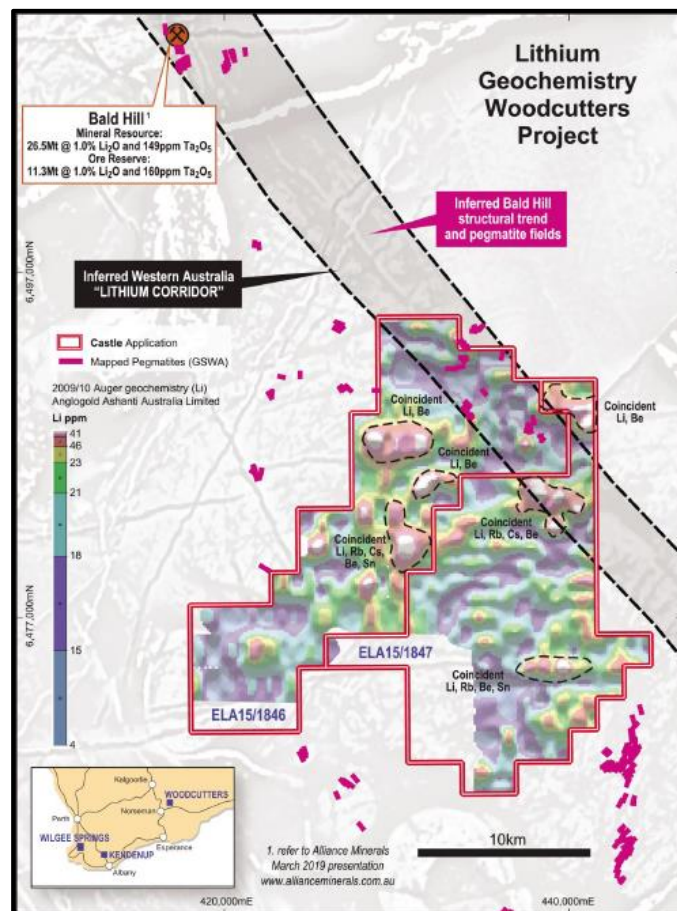 Lithium
Geochemistry
Woodcutters
Project
Bald Hill¹
Mineral Resource:
26.5Mt @ 1.0% Li₂O and 149ppm Ta₂O₅
Ore Reserve:
11.3Mt @ 1.0% Li₂O and 160ppm Ta₂O₅
Inferred Bald Hill
structural trend
and pegmatite fields
6,497,000mN
Inferred Western Australia
“LITHIUM CORRIDOR”
Castle Application
Mapped Pegmatites (GSWA)
2009/10 Auger geochemistry (Li)
Anglogold Ashanti Australia Limited
Li ppm
41
46
23
21
18
15
4
Coincident
Li, Be
Coincident
Li, Be
Coincident
Li, Be
Coincident
Li, Rb, Cs,
Be, Sn
Coincident
Li, Rb, Cs, Be
6,477,000mN
ELA15/1847
Coincident
Li, Rb, Be, Sn
ELA15/1846
Kalgoorlie
WOODCUTTERS
Perth
Norseman
WILGEE SPRINGS
Esperance
KENDENUP
Albany
10km
1. refer to Alliance Minerals
March 2019 presentation
www.allianceminerals.com.au
420,000mE
440,000mE